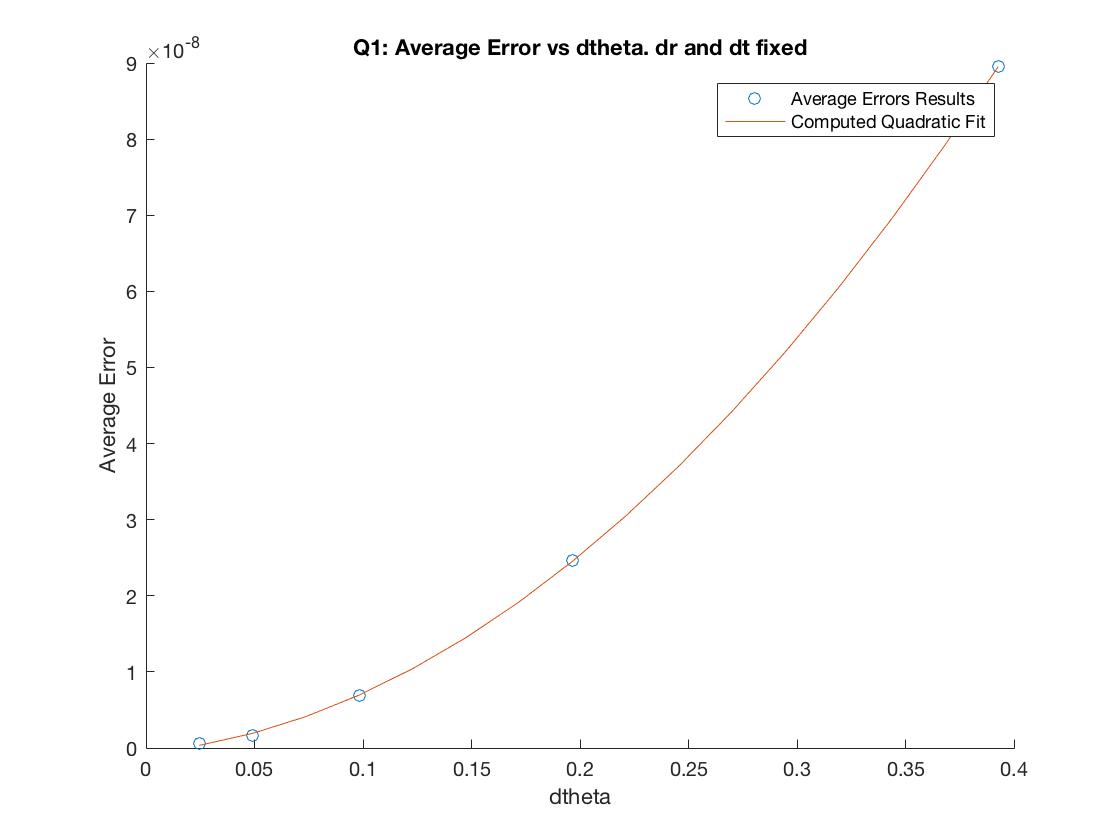 Q1: Average Error vs dtheta. dr and dt fixed
×10-8
9
8
7
6
5
4
3
2
1
0
Average Error
Average Errors Results
Computed Quadratic Fit
0 0.05 0.1 0.15 0.2 0.25 0.3 0.35 0.4
dtheta